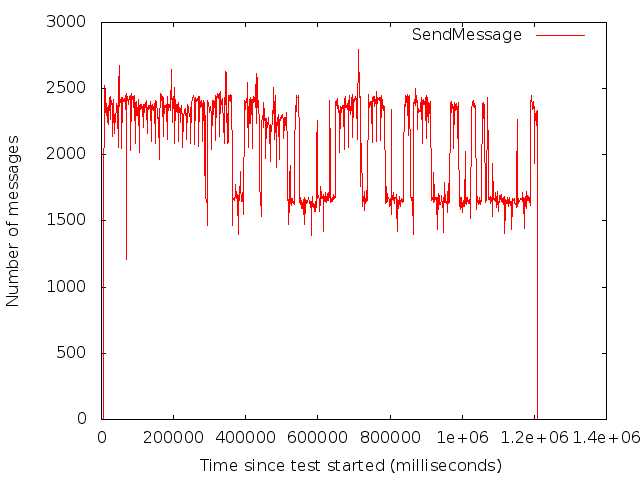 SendMessage
3000
2500
2000
1500
1000
500
0
Number of messages
0 200000 400000 600000 800000 1e+06 1.2e+06 1.4e+06
Time since test started (milliseconds)